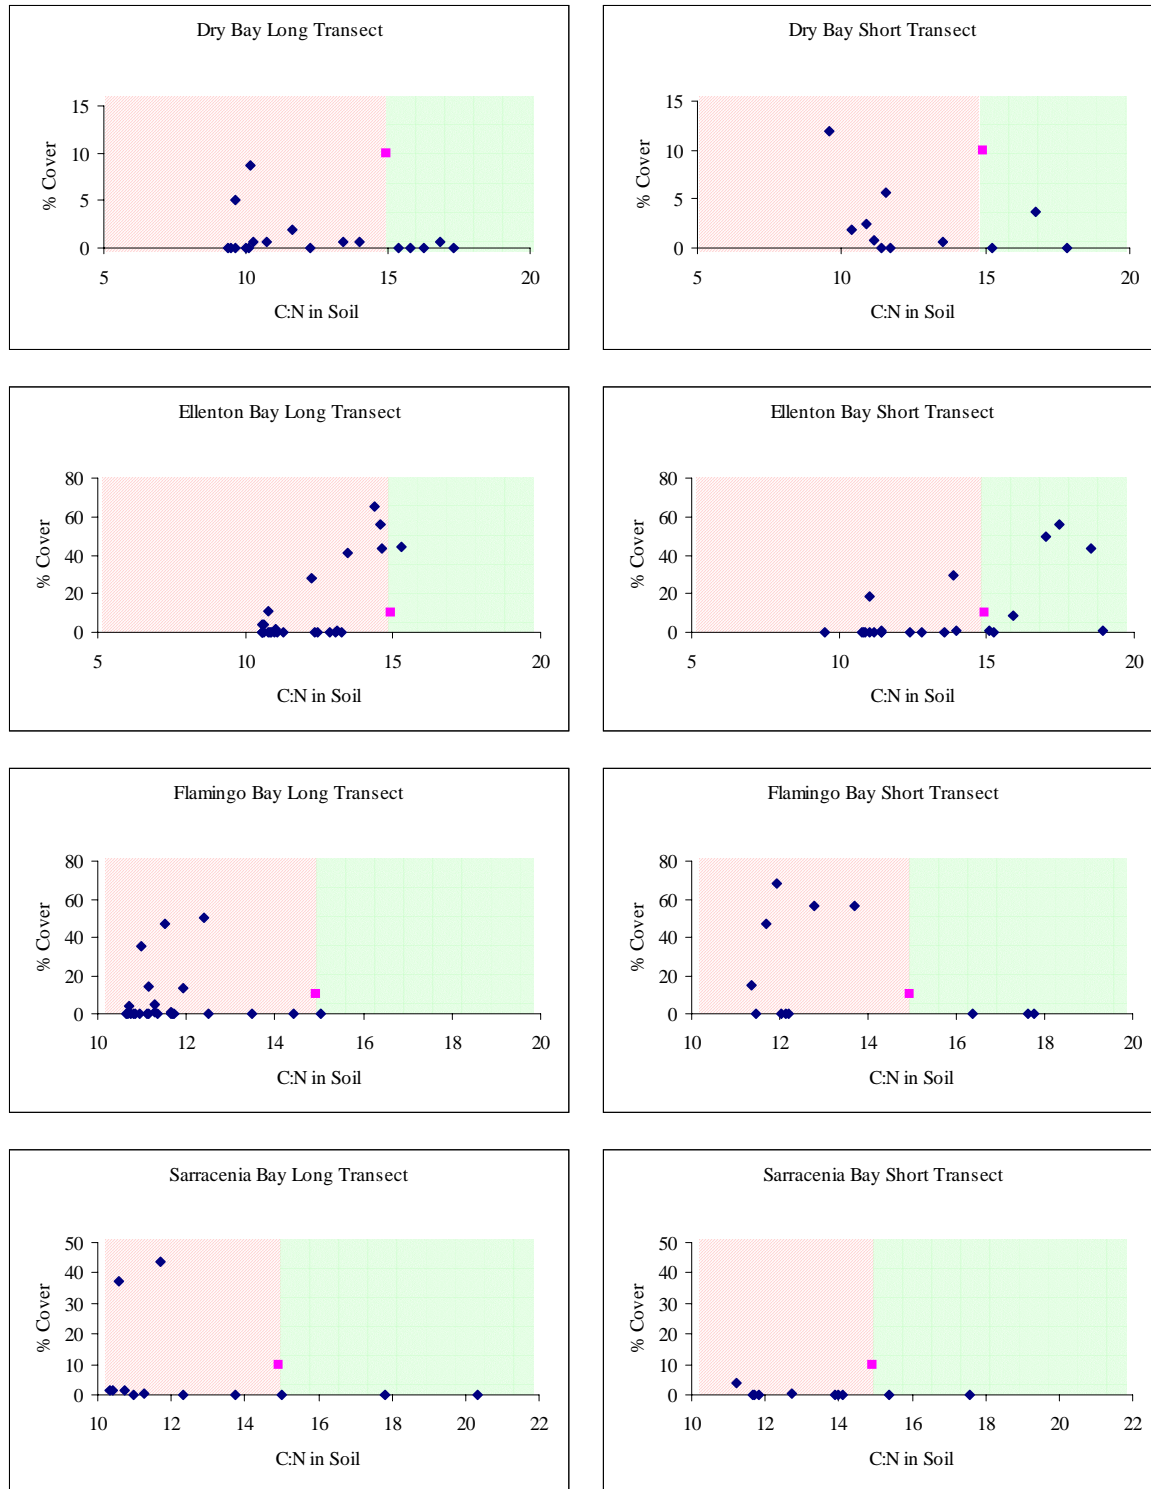 Dry Bay Long Transect
15
10
5
0
% Cover
5 10 15 20
C:N in Soil
Dry Bay Short Transect
15
10
5
0
% Cover
5 10 15 20
C:N in Soil
Ellenton Bay Long Transect
80
60
40
20
0
% Cover
5 10 15 20
C:N in Soil
Ellenton Bay Short Transect
80
60
40
20
0
% Cover
5 10 15 20
C:N in Soil
Flamingo Bay Long Transect
80
60
40
20
0
% Cover
10 12 14 16 18 20
C:N in Soil
Flamingo Bay Short Transect
80
60
40
20
0
% Cover
10 12 14 16 18 20
C:N in Soil
Sarracenia Bay Long Transect
50
40
30
20
10
0
% Cover
10 12 14 16 18 20 22
C:N in Soil
Sarracenia Bay Short Transect
50
40
30
20
10
0
% Cover
10 12 14 16 18 20 22
C:N in Soil